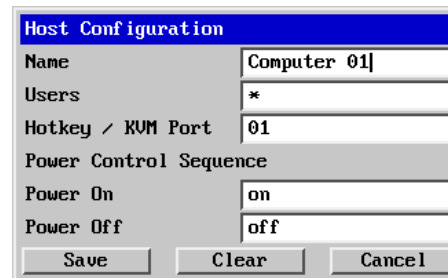 Host Configuration
Name Computer 01
Users *
Hotkey / KVM Port 01
Power Control Sequence
Power On on
Power Off off
Save Clear Cancel